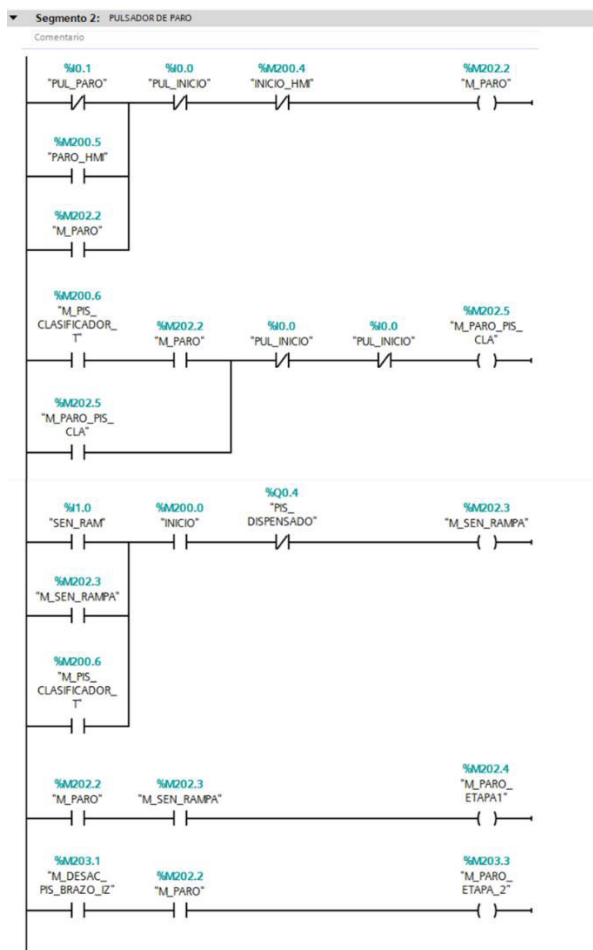 Segmento 2: PULSADOR DE PARO
Comentario
%I0.1 %I0.0 %M200.4 %M202.2
"PUL_PARO" "PUL_INICIO" "INICIO_HMI" "M_PARO"
%M200.5
"PARO_HMI"
%M202.2
"M_PARO"
%M200.6
"M_PIS_
CLASIFICADOR_
T"
%M202.2
"M_PARO"
%I0.0
"PUL_INICIO"
%I0.0
"PUL_INICIO"
%M202.5
"M_PARO_PIS_
CLA"
%M202.5
"M_PARO_PIS_
CLA"
%I1.0
"SEN_RAM"
%M200.0
"INICIO"
%Q0.4
"PIS_
DISPENSADO"
%M202.3
"M_SEN_RAMPA"
%M202.3
"M_SEN_RAMPA"
%M200.6
"M_PIS_
CLASIFICADOR_
T"
%M202.2
"M_PARO"
%M202.3
"M_SEN_RAMPA"
%M202.4
"M_PARO_
ETAPA1"
%M203.1
"M_DESAC_
PIS_BRAZO_IZ"
%M202.2
"M_PARO"
%M203.3
"M_PARO_
ETAPA_2"